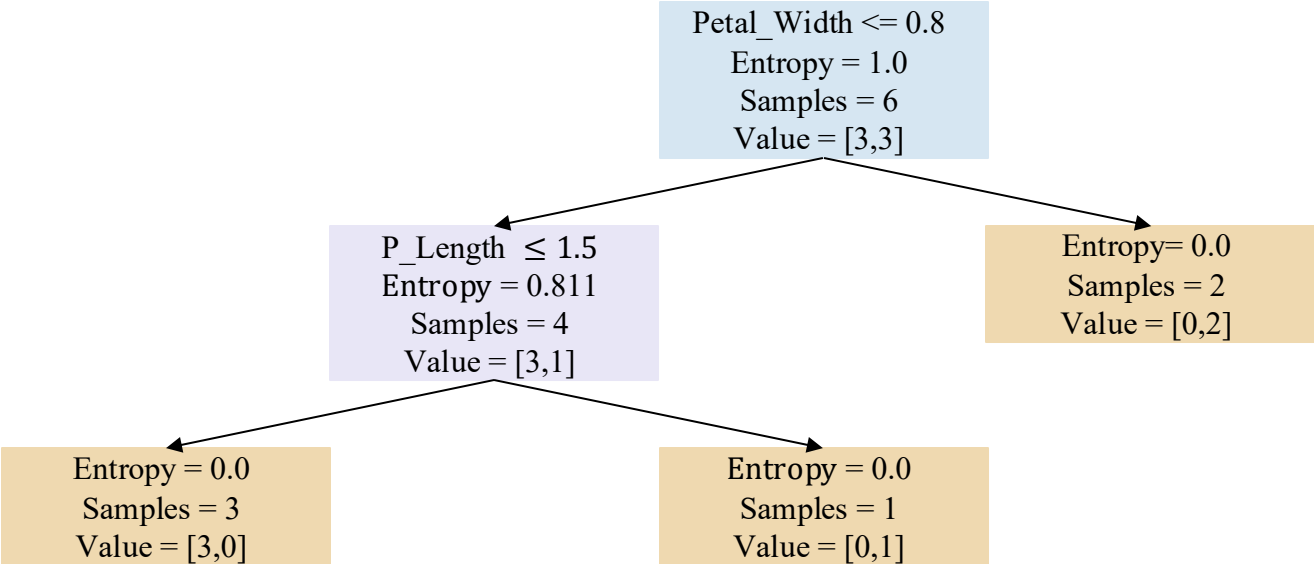 Petal_Width <= 0.8
Entropy = 1.0
Samples = 6
Value = [3,3]
P_Length ≤ 1.5
Entropy = 0.811
Samples = 4
Value = [3,1]
Entropy= 0.0
Samples = 2
Value = [0,2]
Entropy = 0.0
Samples = 3
Value = [3,0]
Entropy = 0.0
Samples = 1
Value = [0,1]